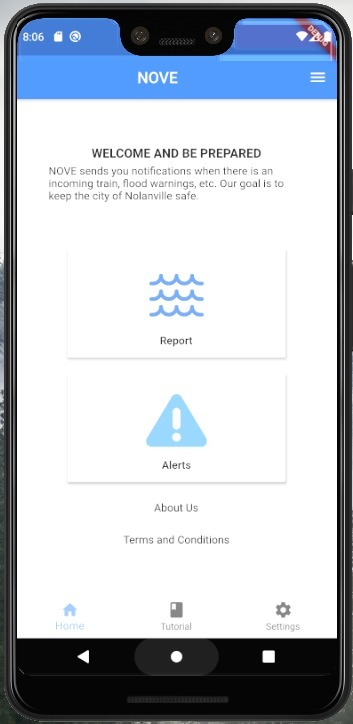 8:06
DEBUG
NOVE
WELCOME AND BE PREPARED
NOVE sends you notifications when there is an
incoming train, flood warnings, etc. Our goal is to
keep the city of Nolanville safe.
Report
Alerts
About Us
Terms and Conditions
Home
Tutorial
Settings